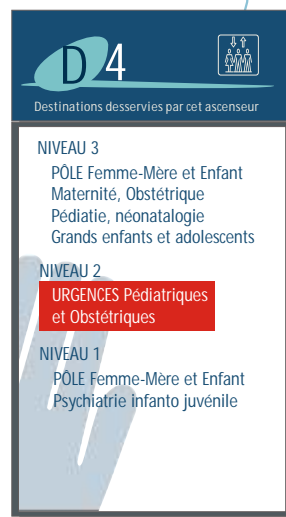 D 4
Destinations desservies par cet ascenseur
NIVEAU 3
PÔLE Femme-Mère et Enfant
Maternité, Obstétrique
Pédiatie, néonatalogie
Grands enfants et adolescents
NIVEAU 2
URGENCES Pédiatriques
et Obstétriques
NIVEAU 1
PÔLE Femme-Mère et Enfant
Psychiatrie infanto juvénile